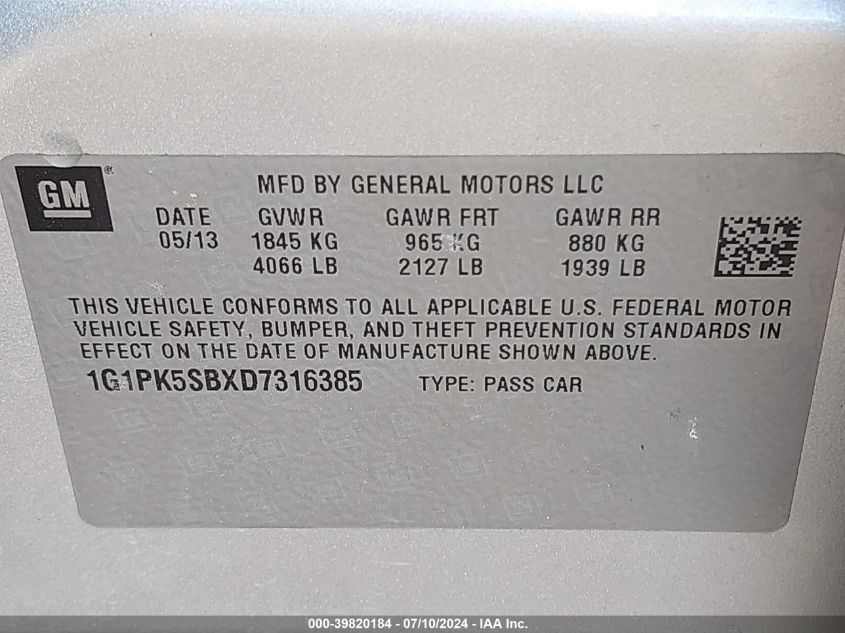 GM ®
MFD BY GENERAL MOTORS LLC
DATE GVWR GAWR FRT GAWR RR
05/13 1845 KG 965 KG 880 KG
4066 LB 2127 LB 1939 LB
THIS VEHICLE CONFORMS TO ALL APPLICABLE U.S. FEDERAL MOTOR
VEHICLE SAFETY, BUMPER, AND THEFT PREVENTION STANDARDS IN
EFFECT ON THE DATE OF MANUFACTURE SHOWN ABOVE.
1G1PK5SBXD7316385 TYPE: PASS CAR
000-39820184 - 07/10/2024 - IAA Inc.